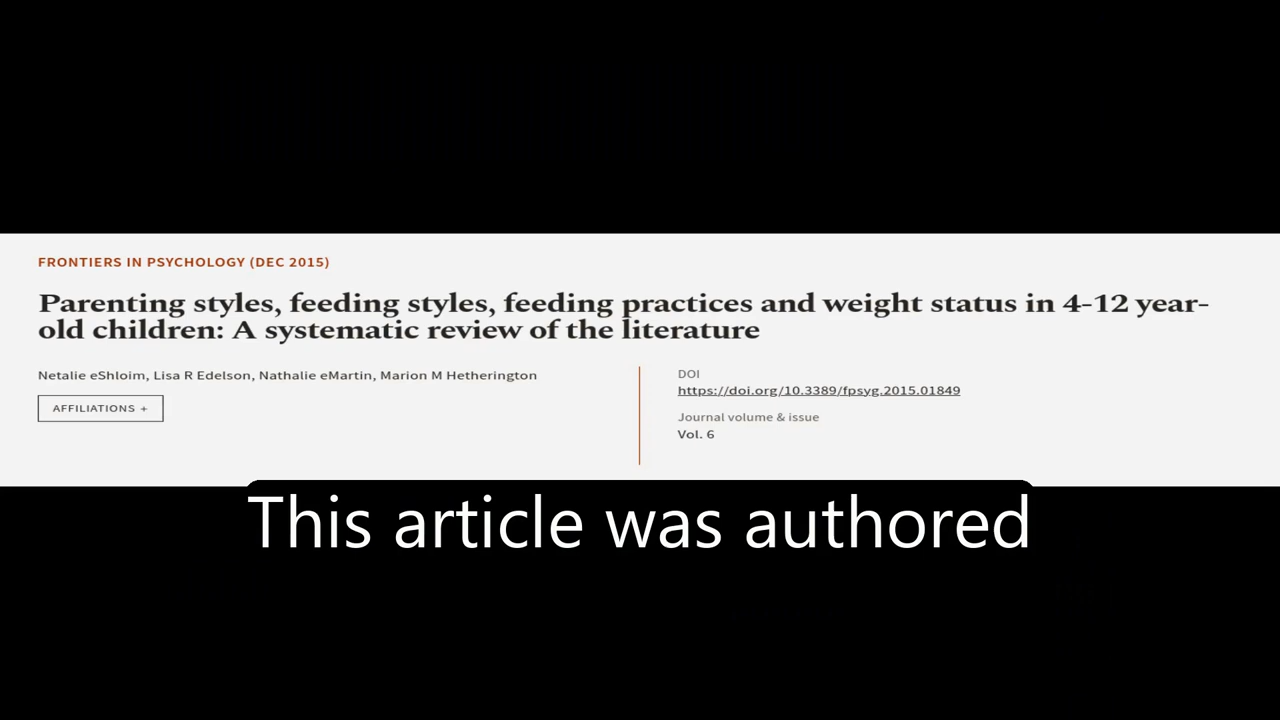 FRONTIERS IN PSYCHOLOGY (DEC 2015)
Parenting styles, feeding styles, feeding practices and weight status in 4-12 year-
old children: A systematic review of the literature
Netalie eShloim, Lisa R Edelson, Nathalie eMartin, Marion M Hetherington
AFFILIATIONS +
DOI
https://doi.org/10.3389/fpsyg.2015.01849
Journal volume & issue
Vol. 6
This article was authored